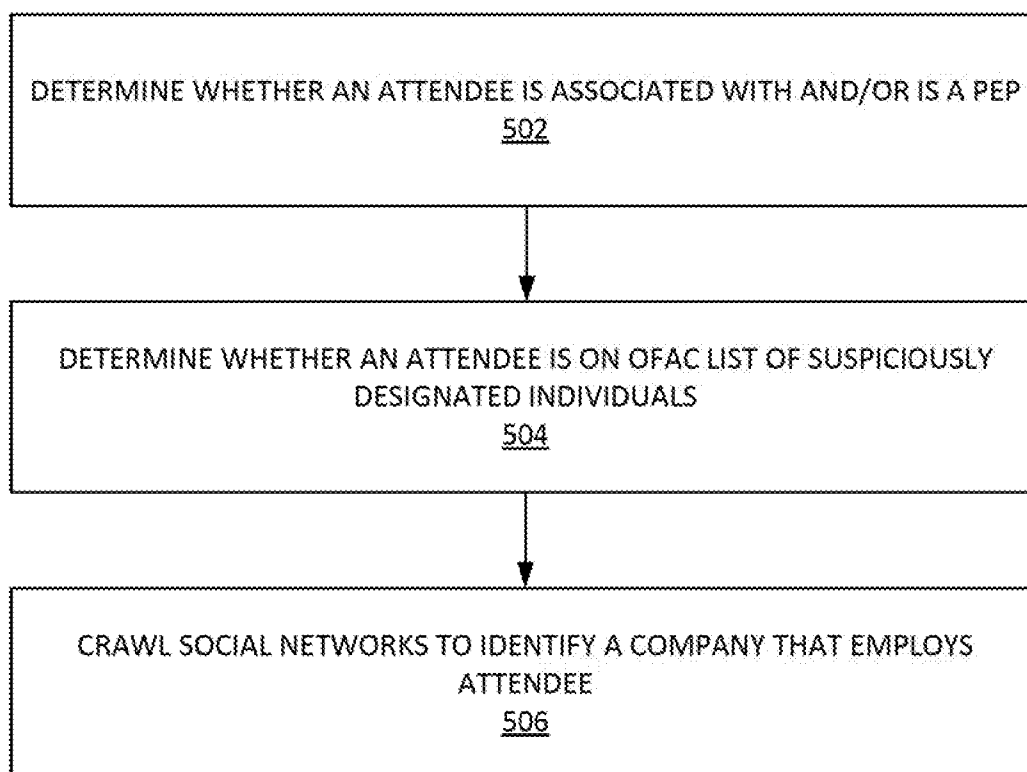 DETERMINE WHETHER AN ATTENDEE IS ASSOCIATED WITH AND/OR IS A PEP
502
DETERMINE WHETHER AN ATTENDEE IS ON OFAC LIST OF SUSPICIOUSLY
DESIGNATED INDIVIDUALS
504
CRAWL SOCIAL NETWORKS TO IDENTIFY A COMPANY THAT EMPLOYS
ATTENDEE
506